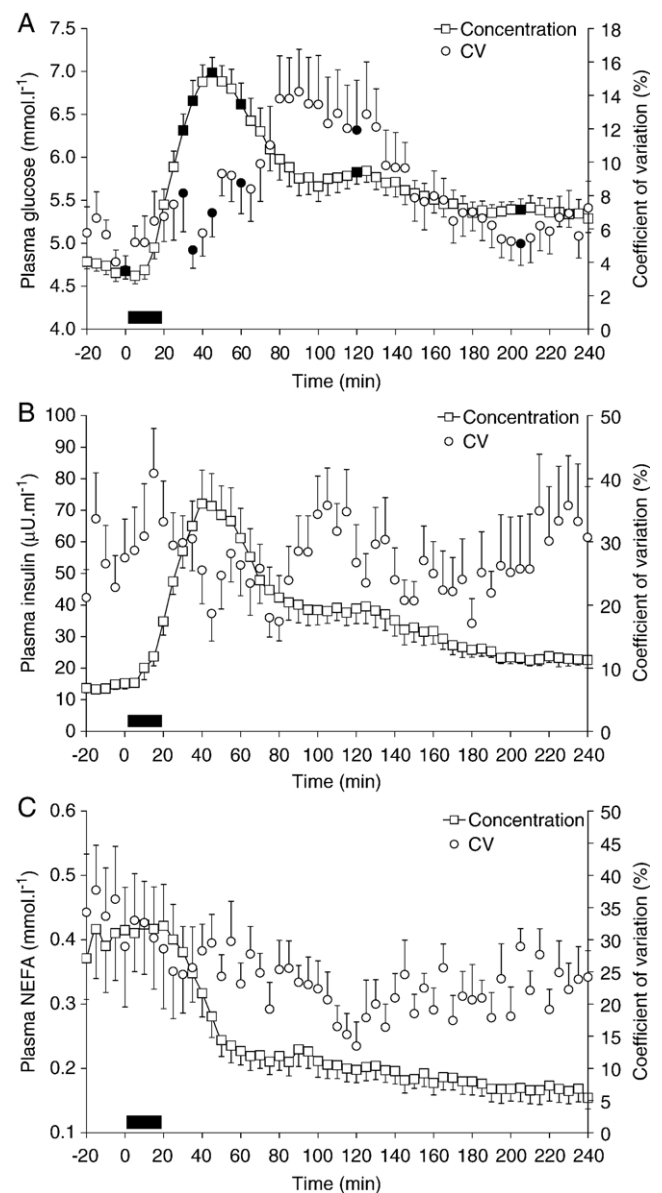 A
Concentration
CV
Plasma glucose (mmol.l⁻¹)
7.5
7.0
6.5
6.0
5.5
5.0
4.5
4.0
18
16
14
12
10
8
6
4
2
0
Coefficient of variation (%)
-20 0 20 40 60 80 100 120 140 160 180 200 220 240
Time (min)
B
Concentration
CV
Plasma insulin (µU.ml⁻¹)
100
90
80
70
60
50
40
30
20
10
0
50
40
30
20
10
0
Coefficient of variation (%)
-20 0 20 40 60 80 100 120 140 160 180 200 220 240
Time (min)
C
Concentration
CV
Plasma NEFA (mmol.l⁻¹)
0.6
0.5
0.4
0.3
0.2
0.1
50
45
40
35
30
25
20
15
10
5
0
Coefficient of variation (%)
-20 0 20 40 60 80 100 120 140 160 180 200 220 240
Time (min)